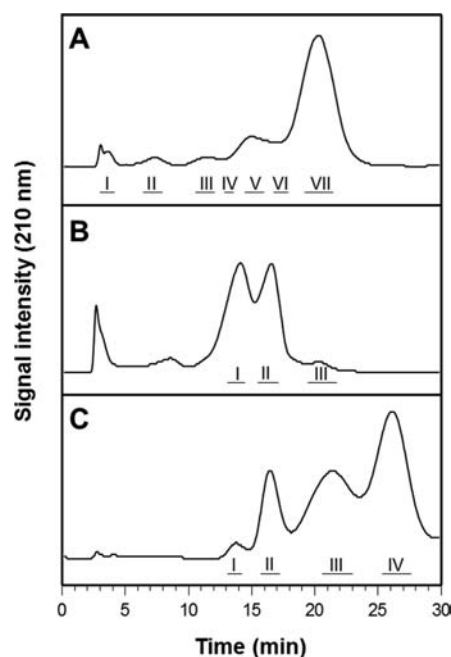 A
I II III IV V VI VII
B
I II III
C
I II III IV
0 5 10 15 20 25 30
Time (min)
Signal intensity (210 nm)